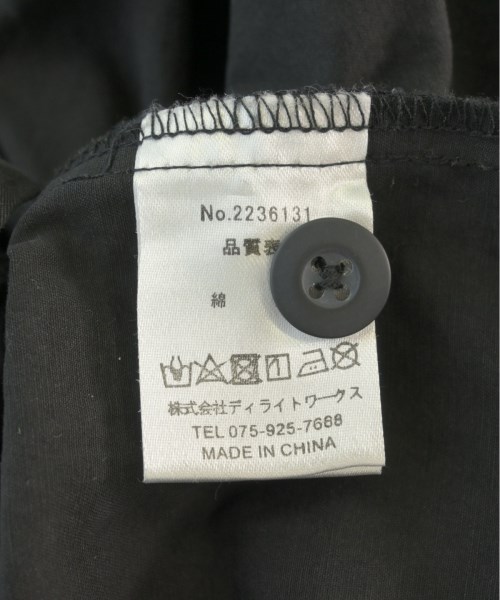 No.2236131
品質表
綿
株式会社ディライトワークス
TEL 075-925-7668
MADE IN CHINA